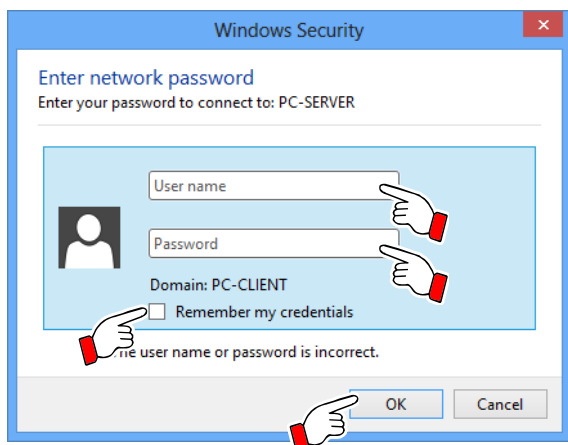 Windows Security
Enter network password
Enter your password to connect to: PC-SERVER
User name
Password
Domain: PC-CLIENT
Remember my credentials
user name or password is incorrect.
OK
Cancel